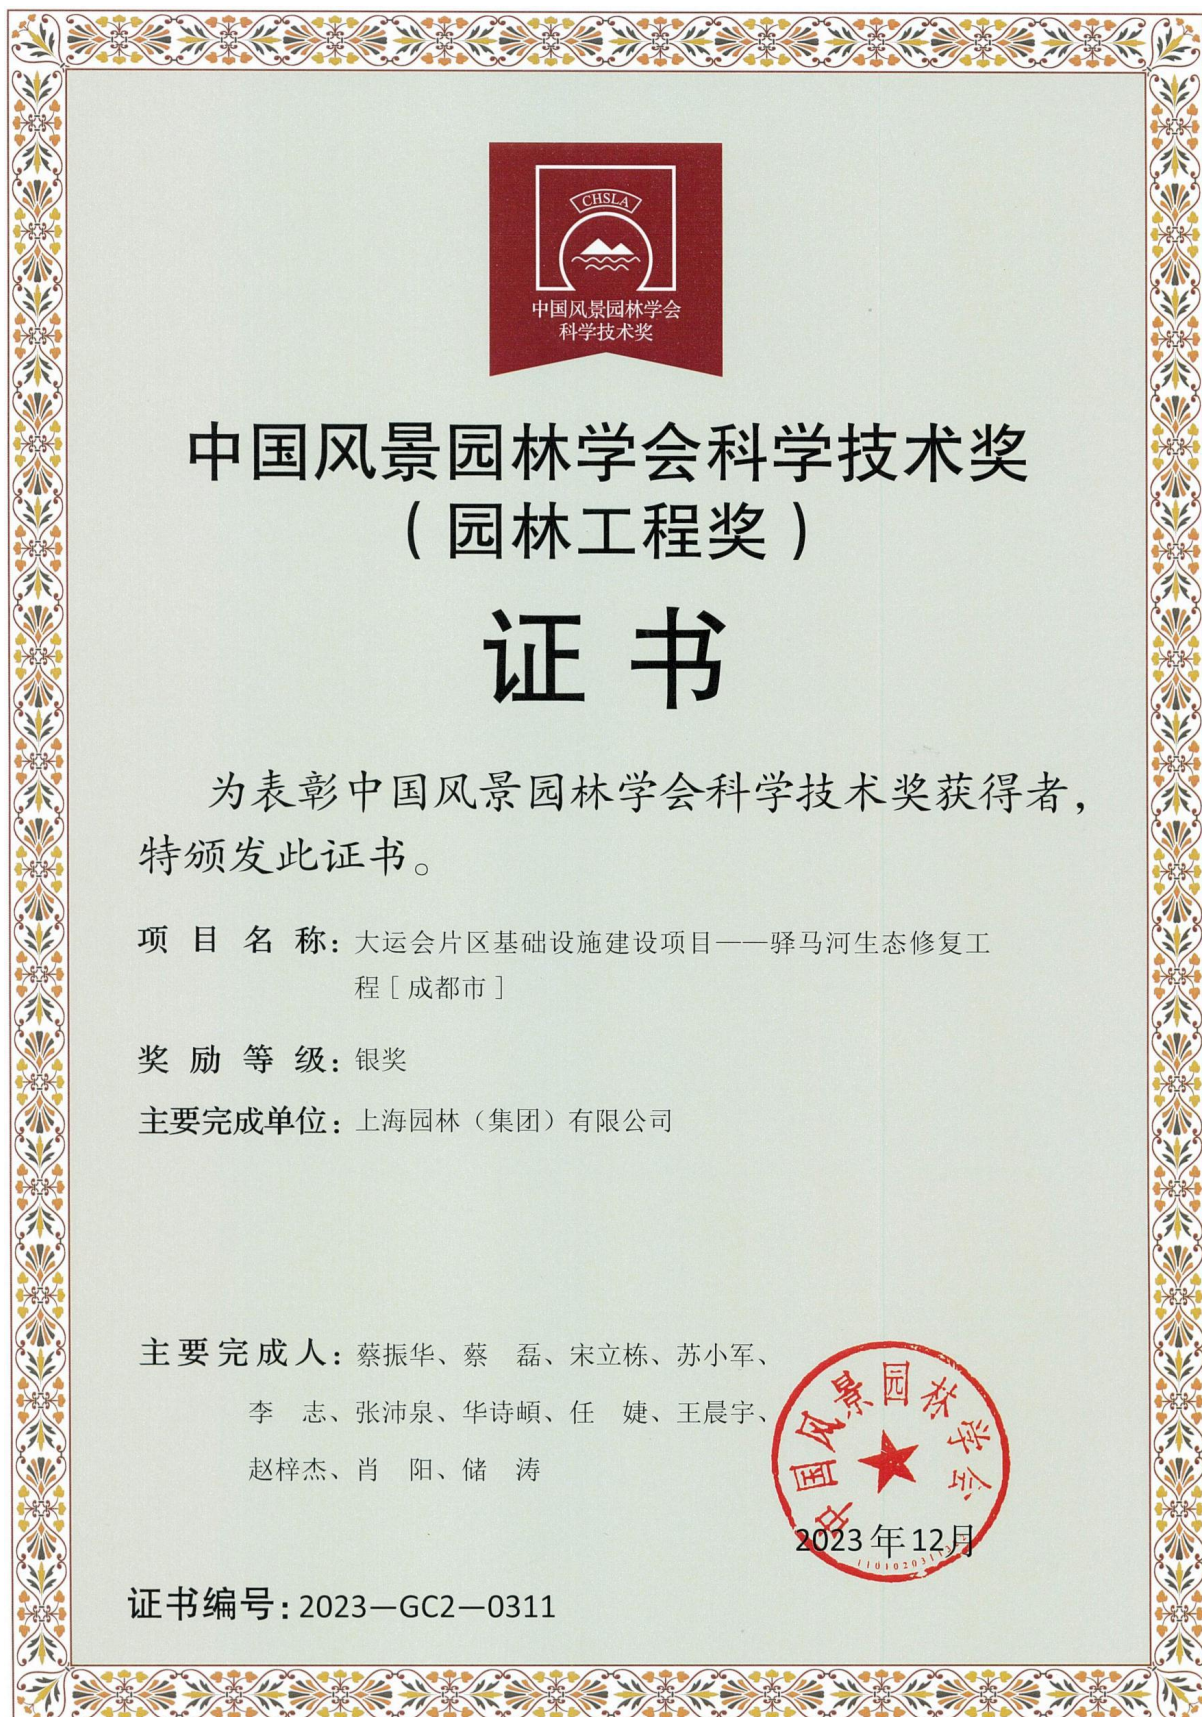 CHSLA
中国风景园林学会
科学技术奖
中国风景园林学会科学技术奖
（园林工程奖）
证书
为表彰中国风景园林学会科学技术奖获得者，
特颁发此证书。
项目名称：大运会片区基础设施建设项目——驿马河生态修复工
程［成都市］
奖励等级：银奖
主要完成单位：上海园林（集团）有限公司
主要完成人：蔡振华、蔡　磊、宋立栋、苏小军、
李　志、张沛泉、华诗頔、任　婕、王晨宇、
赵梓杰、肖　阳、储　涛
中国风景园林学会
2023年12月
证书编号：2023—GC2—0311